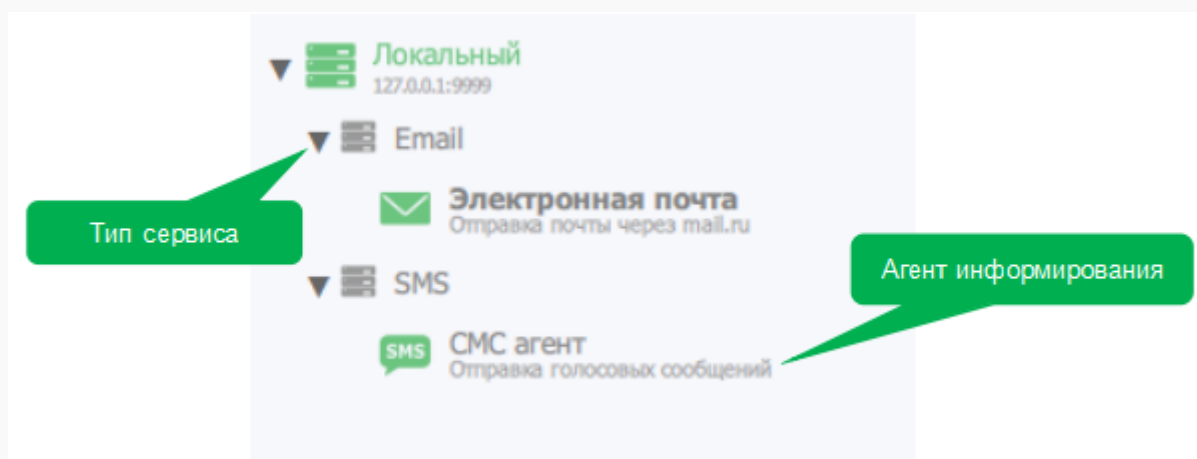 Локальный
127.0.0.1:9999
Email
Электронная почта
Отправка почты через mail.ru
Тип сервиса
Агент информирования
SMS
SMS
СМС агент
Отправка голосовых сообщений